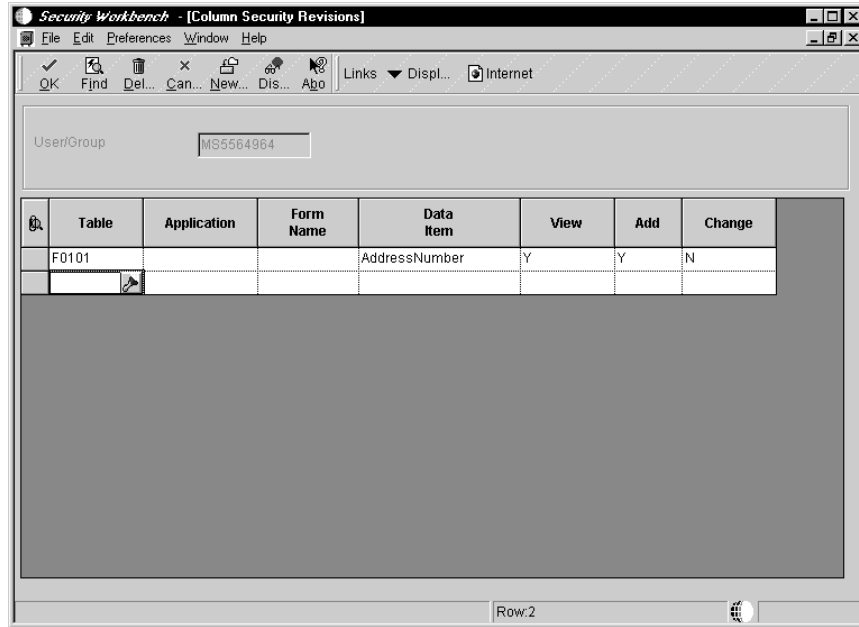 Security Workbench - [Column Security Revisions]
File Edit Preferences Window Help
OK Find Del... Can... New... Dis... Abo Links Displ... Internet
User/Group MS5564964
Table Application Form Name Data Item View Add Change
F0101 AddressNumber Y Y N
Row:2